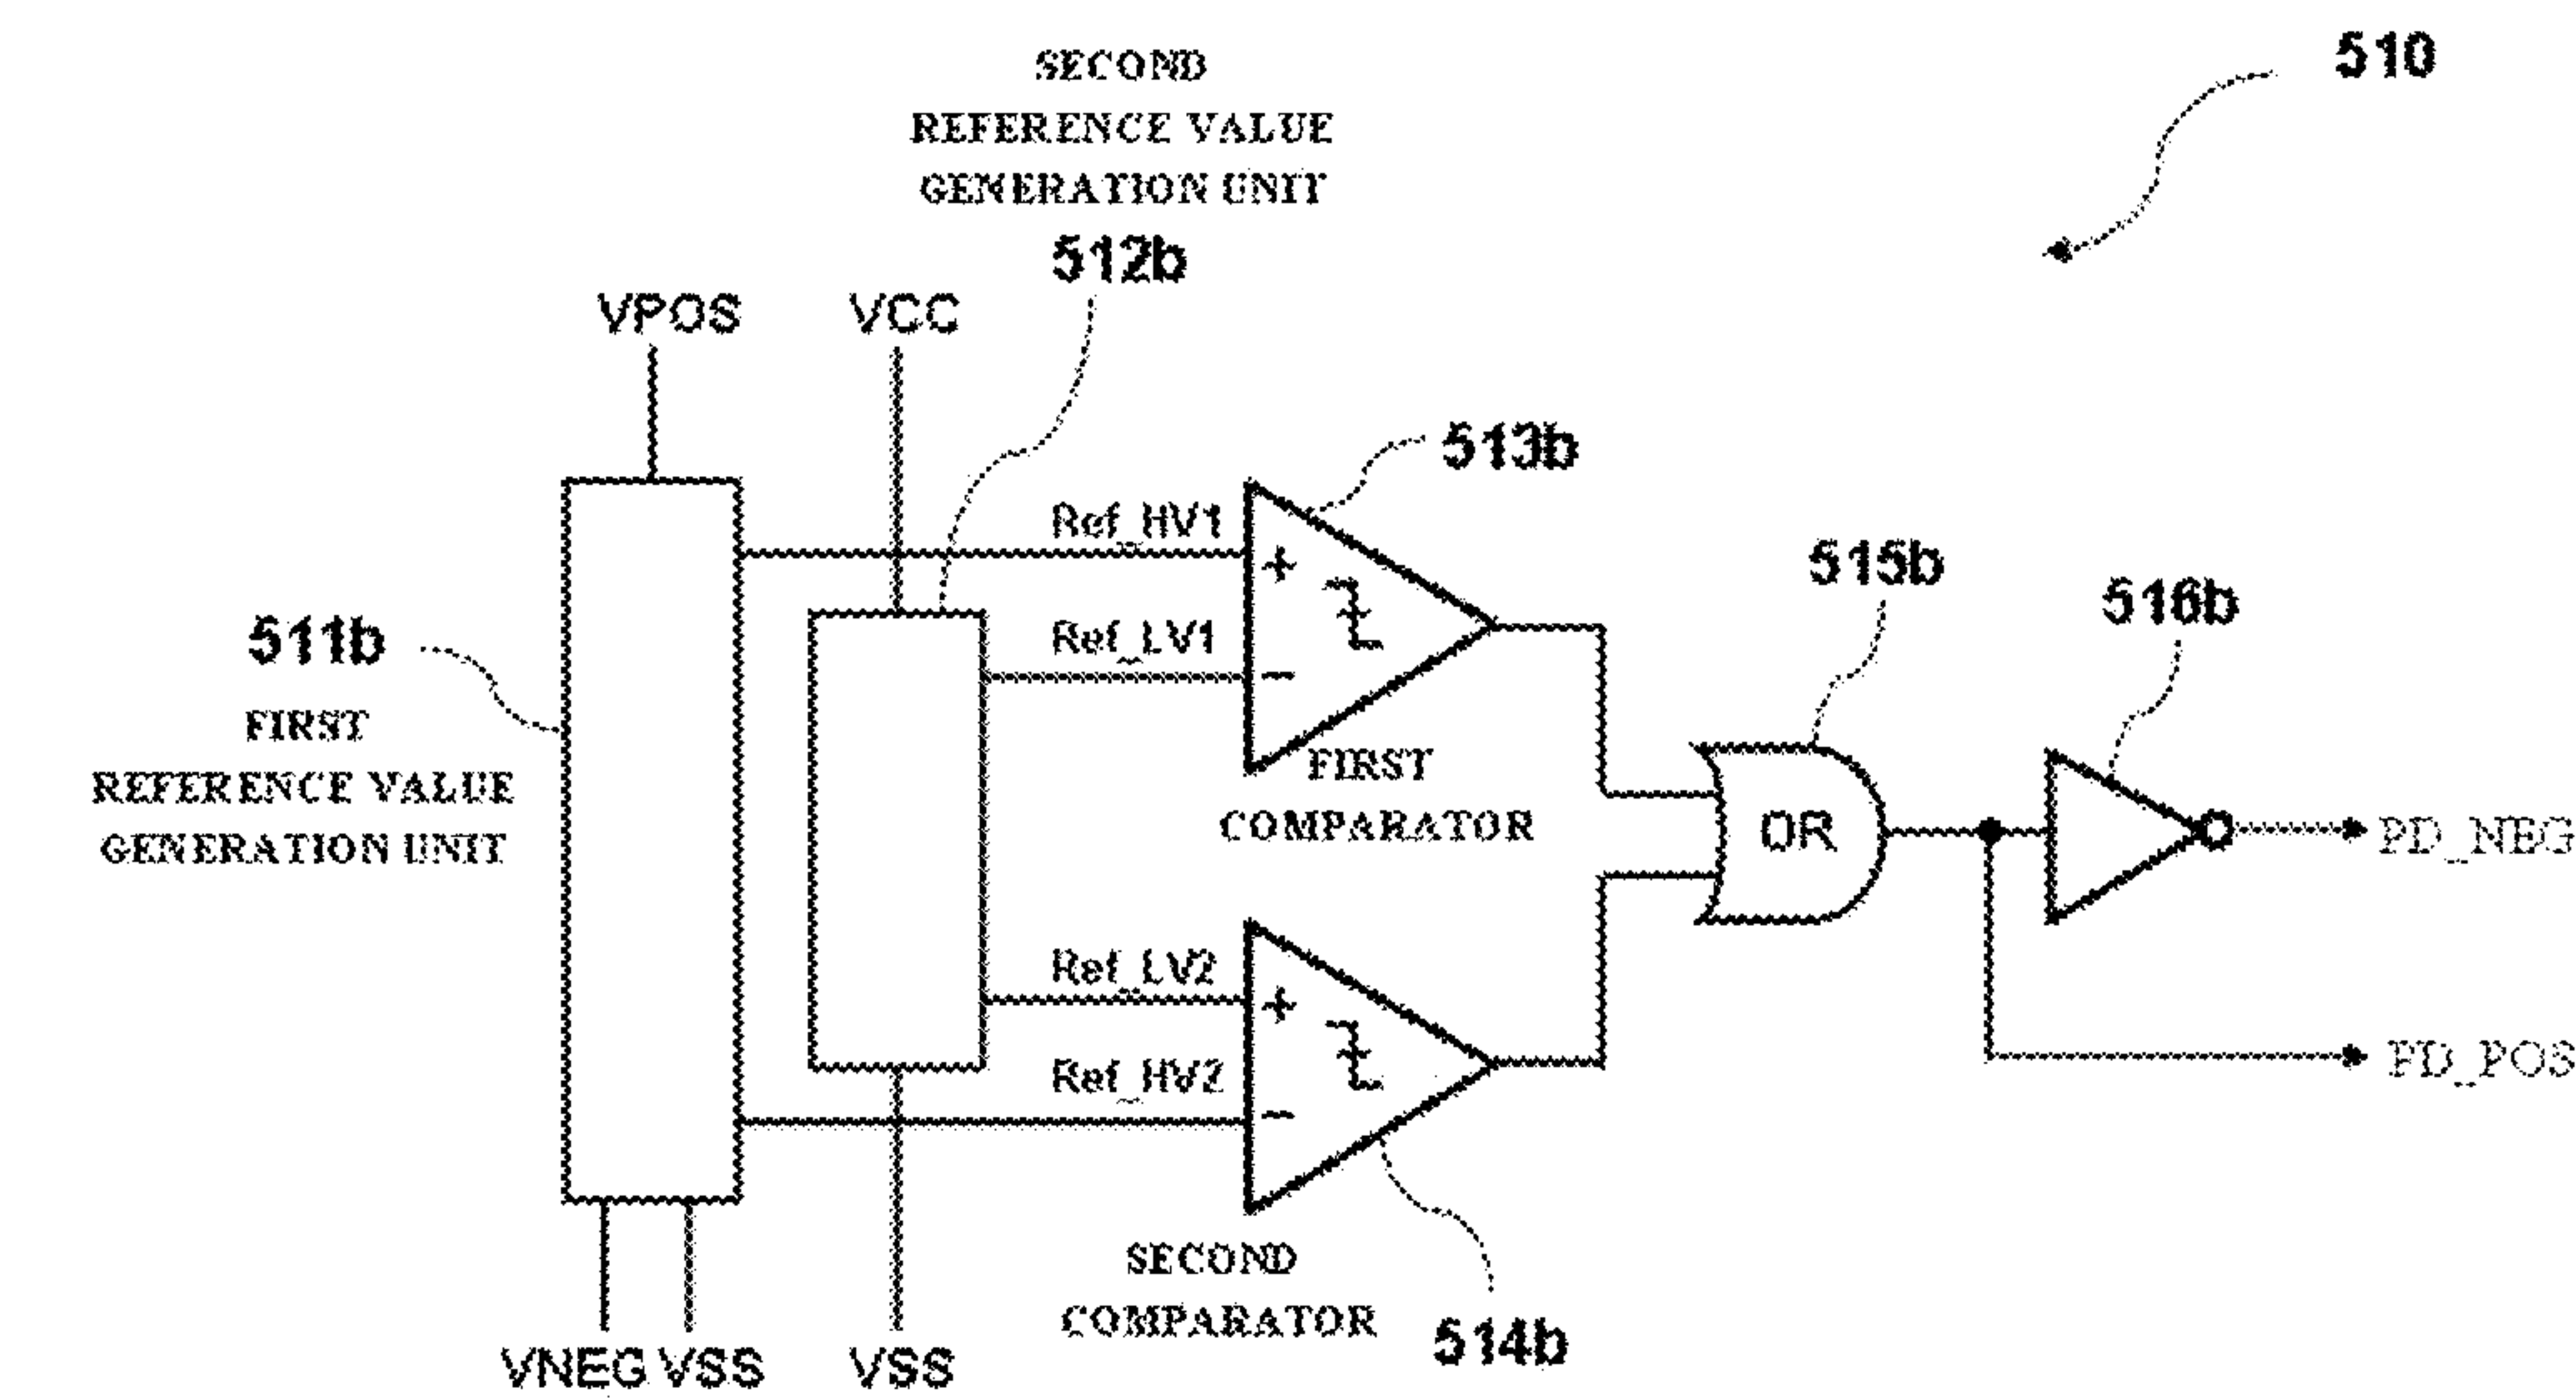 510
SECOND
REFERENCE VALUE
GENERATION UNIT
512b
VPOS
VCC
513b
Ref_HV1
+
Ref_LV1
−
FIRST
COMPARATOR
511b
FIRST
REFERENCE VALUE
GENERATION UNIT
515b
516b
OR
PD_NEG
PD_POS
Ref_LV2
+
Ref_HV2
−
SECOND
COMPARATOR
514b
VNEG VSS
VSS